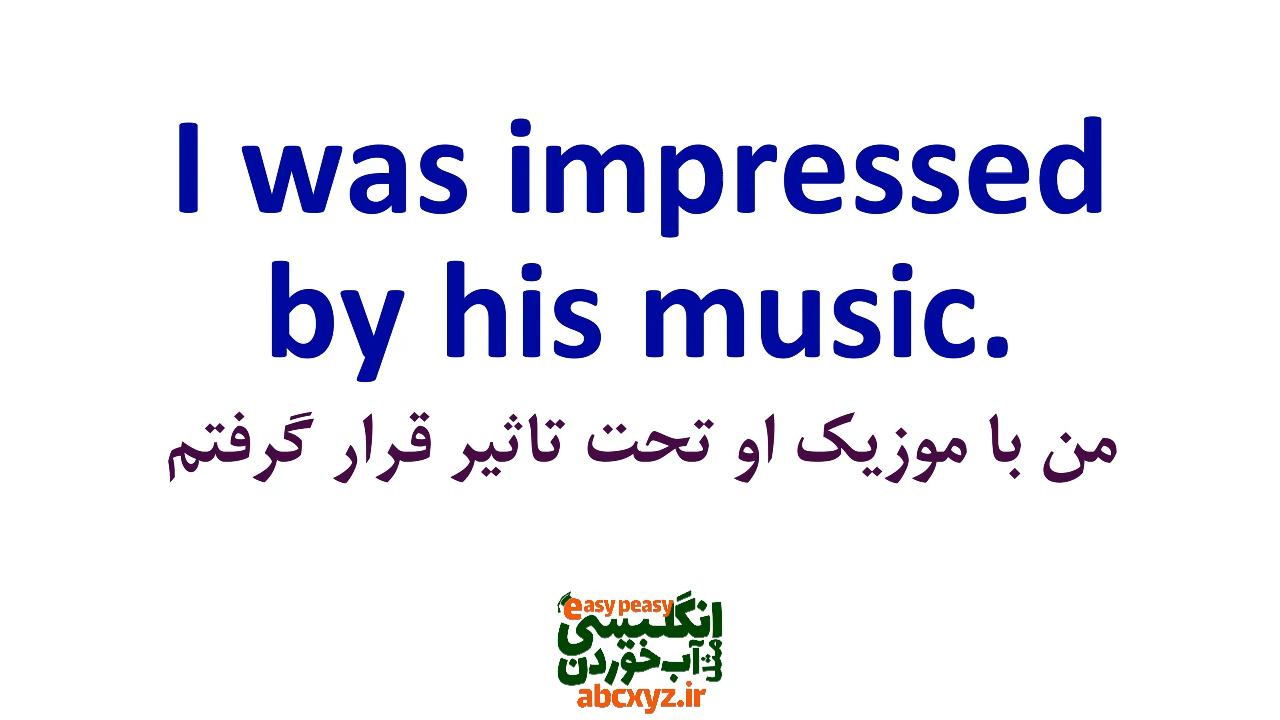 I was impressed
by his music.
من با موزیک او تحت تاثیر قرار گرفتم
easy peasy
انگلیسی
مثل آب خوردن
abcxyz.ir